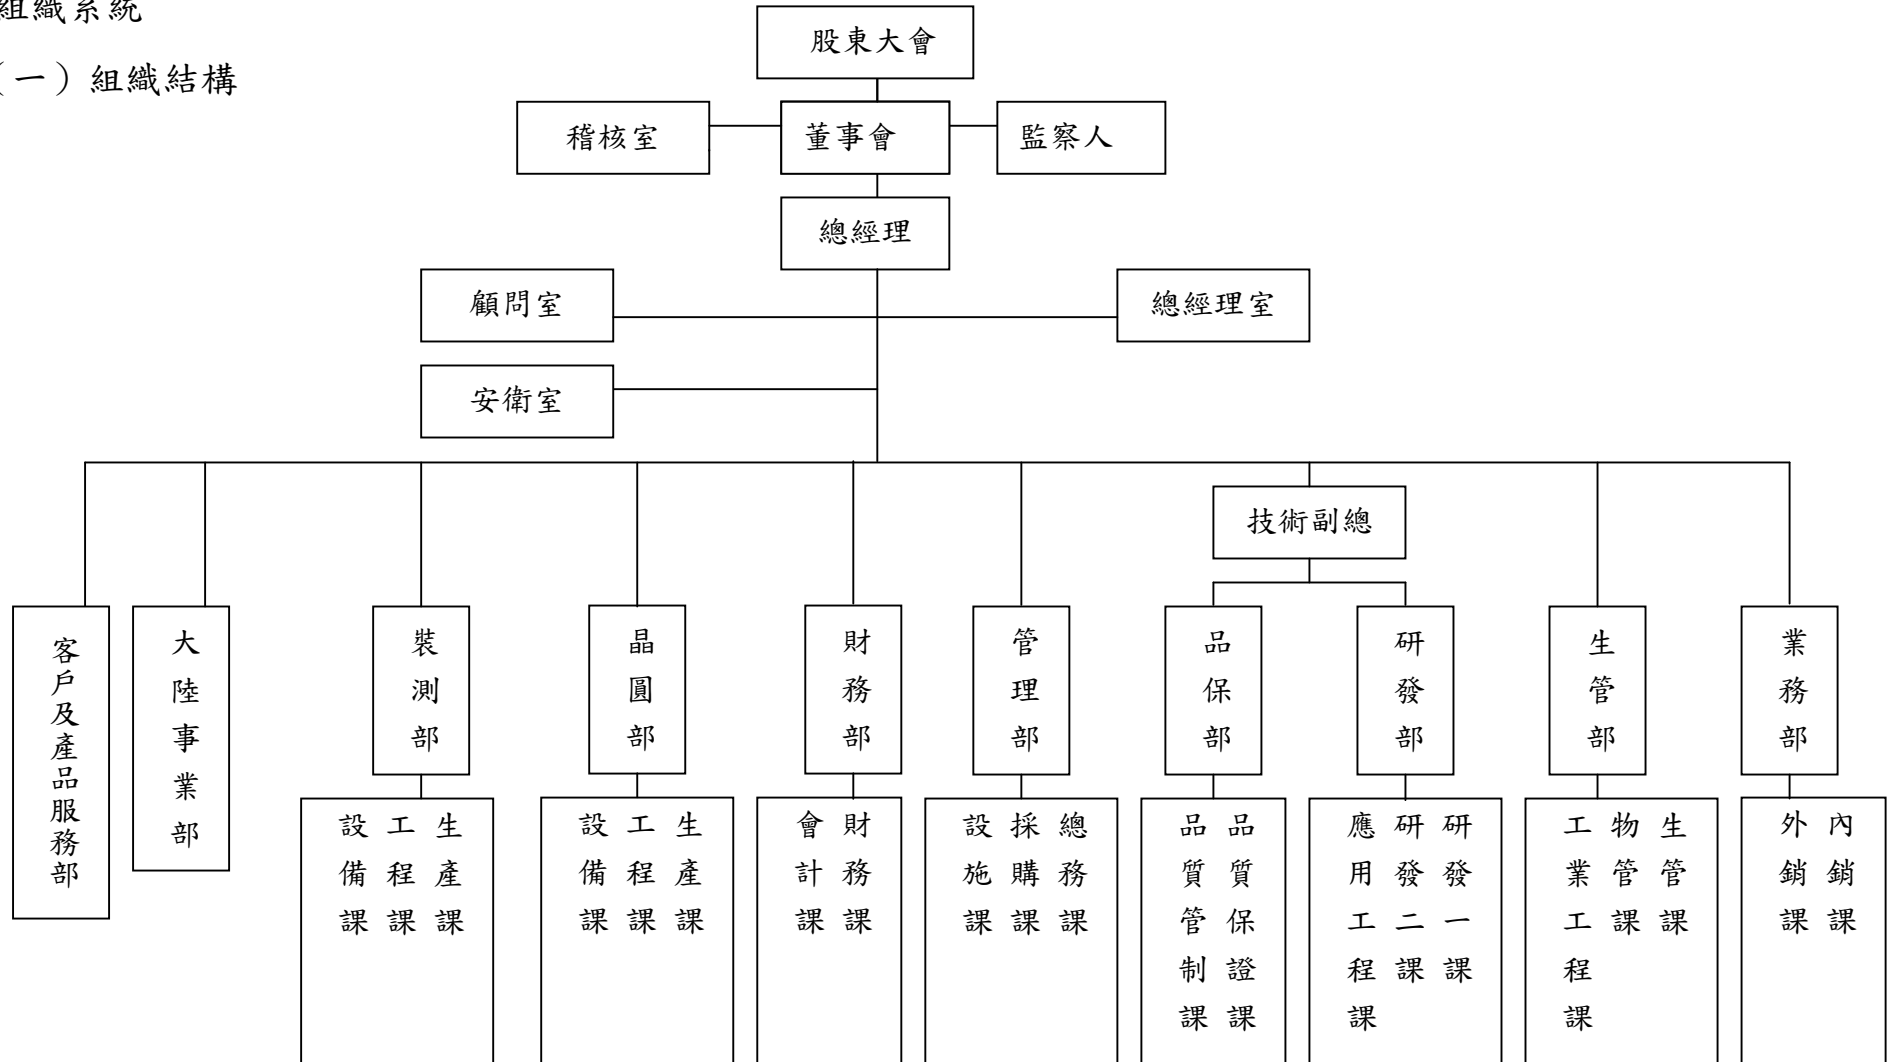 組織系統
（一）組織結構
股東大會
稽核室
董事會
監察人
總經理
顧問室
總經理室
安衛室
技術副總
客戶及產品服務部
大陸事業部
裝測部
晶圓部
財務部
管理部
品保部
研發部
生管部
業務部
生產課
工程課
設備課
生產課
工程課
設備課
財務課
會計課
總務課
採購課
設施課
品質保證課
品質管制課
研發一課
研發二課
應用工程課
生管課
物管課
工業工程課
內銷課
外銷課